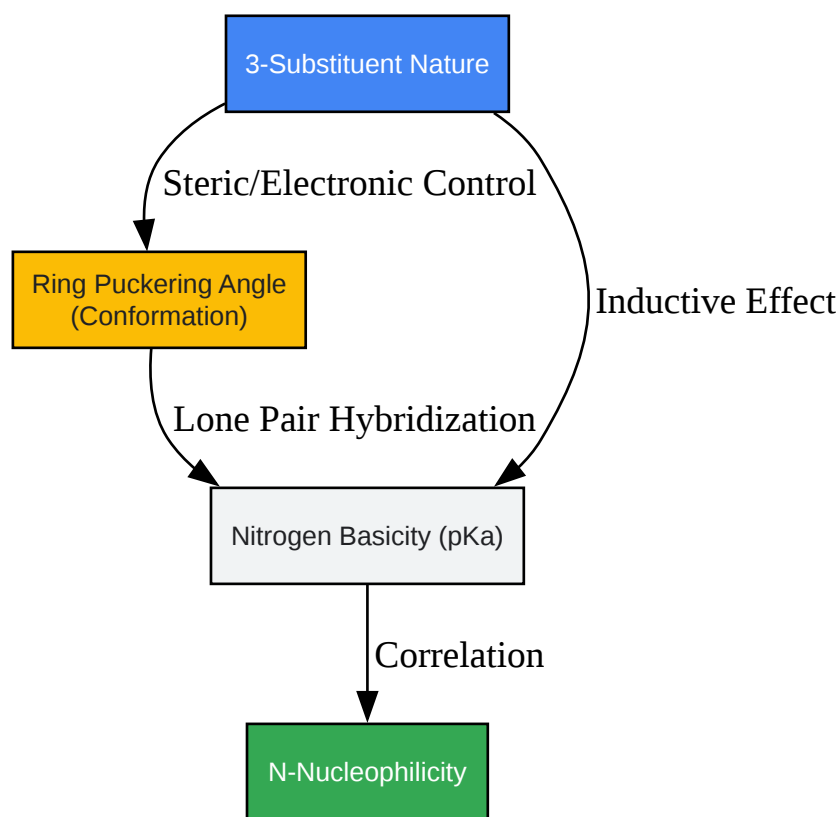 3-Substituent Nature
Steric/Electronic Control
Ring Puckering Angle
(Conformation)
Inductive Effect
Lone Pair Hybridization
Nitrogen Basicity (pKa)
Correlation
N-Nucleophilicity